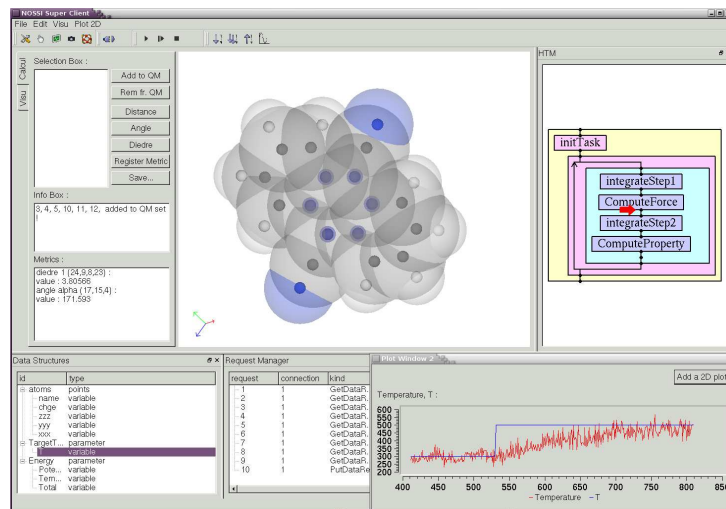 NOSSI Super Client
File Edit Visu Plot 2D
Calcul
Visu
Selection Box :
Add to QM
Rem fr. QM
Distance
Angle
Diedre
Register Metric
Save...
Info Box :
3, 4, 5, 10, 11, 12, added to QM set
!
Metrics :
diedre 1 (24,9,8,23) :
value : 3.80566
angle alpha (17,15,4) :
value : 171.593
HTM
initTask
integrateStep1
ComputeForce
integrateStep2
ComputeProperty
Data Structures
id type
atoms points
name variable
chge variable
zzz variable
yyy variable
xxx variable
TargetT... parameter
T variable
Energy parameter
Pote... variable
Tem... variable
Total variable
Request Manager
request connection kind
1 1 GetDataR.
2 1 GetDataR.
3 1 GetDataR.
4 1 GetDataR.
5 1 GetDataR.
6 1 GetDataR.
7 1 GetDataR.
8 1 GetDataR.
9 1 GetDataR.
10 1 PutDataRe
Plot Window 2
Add a 2D plot
Temperature, T :
600
550
500
450
400
350
300
250
200
400 450 500 550 600 650 700 750 800 850
Temperature T